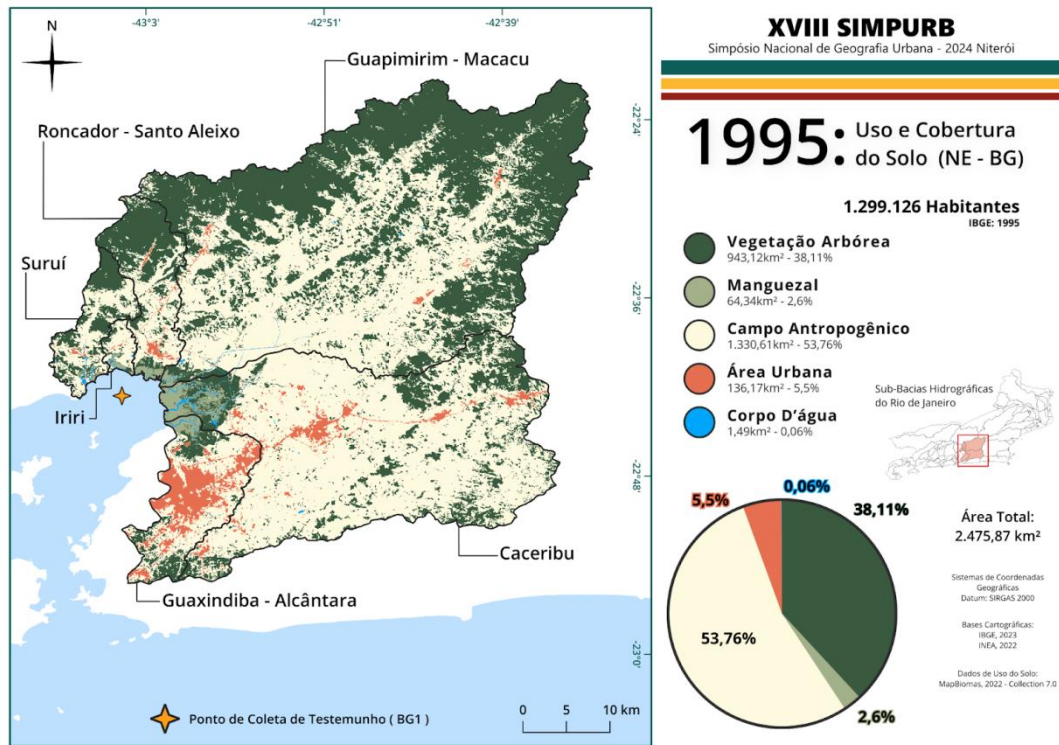 -43°3'
-42°51'
-42°39'
N
Guapimirim - Macacu
Roncador - Santo Aleixo
Suruí
Iriri
Caceribu
Guaxindiba - Alcântara
-22°24'
-22°36'
-22°48'
-23°0'
Ponto de Coleta de Testemunho ( BG1 )
0 5 10 km
XVIII SIMPURB
Simpósio Nacional de Geografia Urbana - 2024 Niterói
1995: Uso e Cobertura
do Solo (NE - BG)
1.299.126 Habitantes
IBGE: 1995
Vegetação Arbórea
943,12km² - 38,11%
Manguezal
64,34km² - 2,6%
Campo Antropogênico
1.330,61km² - 53,76%
Área Urbana
136,17km² - 5,5%
Corpo D'água
1,49km² - 0,06%
Sub-Bacias Hidrográficas
do Rio de Janeiro
5,5%
0,06%
38,11%
53,76%
2,6%
Área Total:
2.475,87 km²
Sistemas de Coordenadas
Geográficas
Datum: SIRGAS 2000
Bases Cartográficas:
IBGE, 2023
INEA, 2022
Dados de Uso do Solo:
MapBiomas, 2022 - Collection 7.0